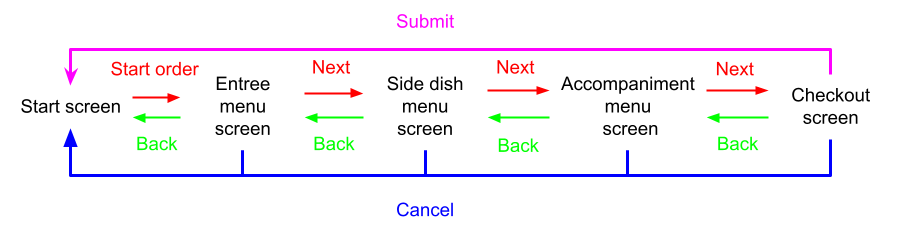 Submit
Start order
Next
Next
Next
Start screen
Entree
menu
screen
Side dish
menu
screen
Accompaniment
menu
screen
Checkout
screen
Back
Back
Back
Back
Cancel